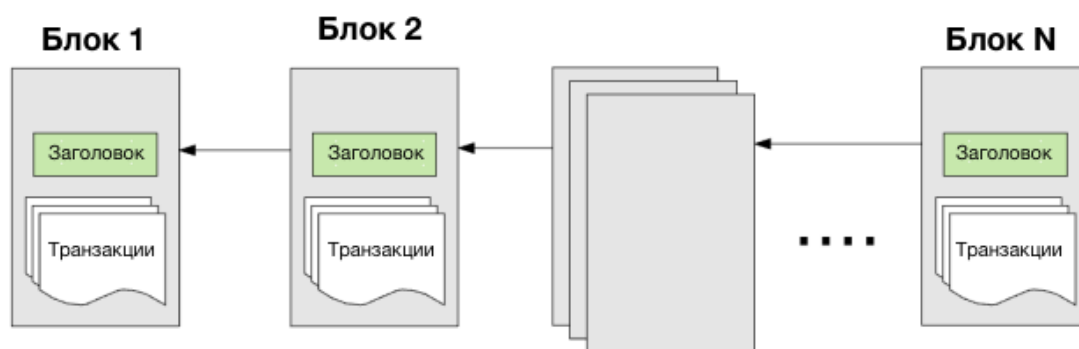 Блок 1
Блок 2
Блок N
Заголовок
Заголовок
Заголовок
Транзакции
Транзакции
Транзакции